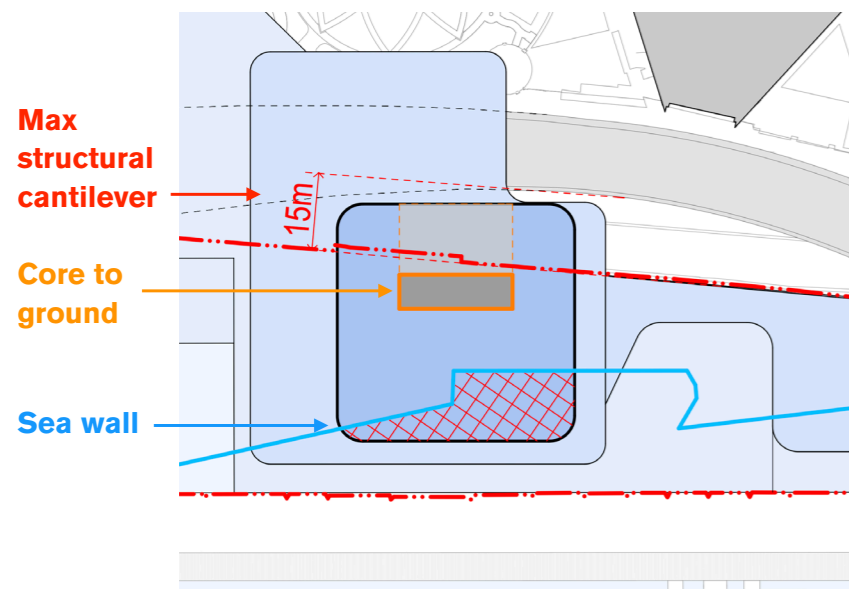 Max
structural
cantilever
15m
Core to
ground
Sea wall